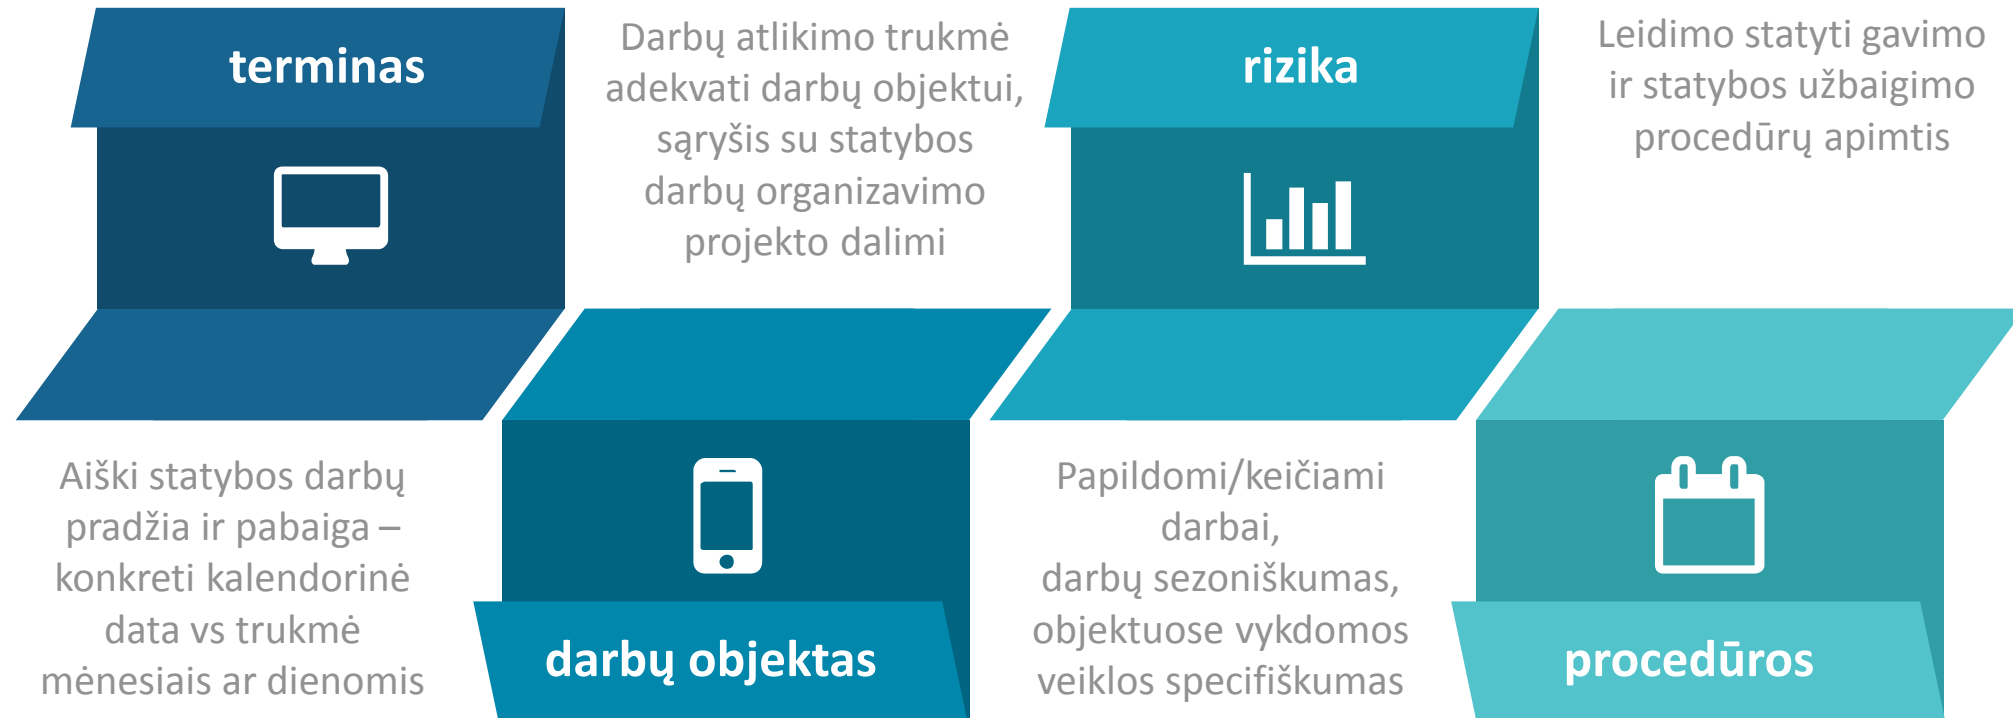 terminas
Aiški statybos darbų
pradžia ir pabaiga –
konkreti kalendorinė
data vs trukmė
mėnesiais ar dienomis
Darbų atlikimo trukmė
adekvati darbų objektui,
sąryšis su statybos
darbų organizavimo
projekto dalimi
darbų objektas
rizika
Papildomi/keičiami
darbai,
darbų sezoniškumas,
objektuose vykdomos
veiklos specifiškumas
Leidimo statyti gavimo
ir statybos užbaigimo
procedūrų apimtis
procedūros